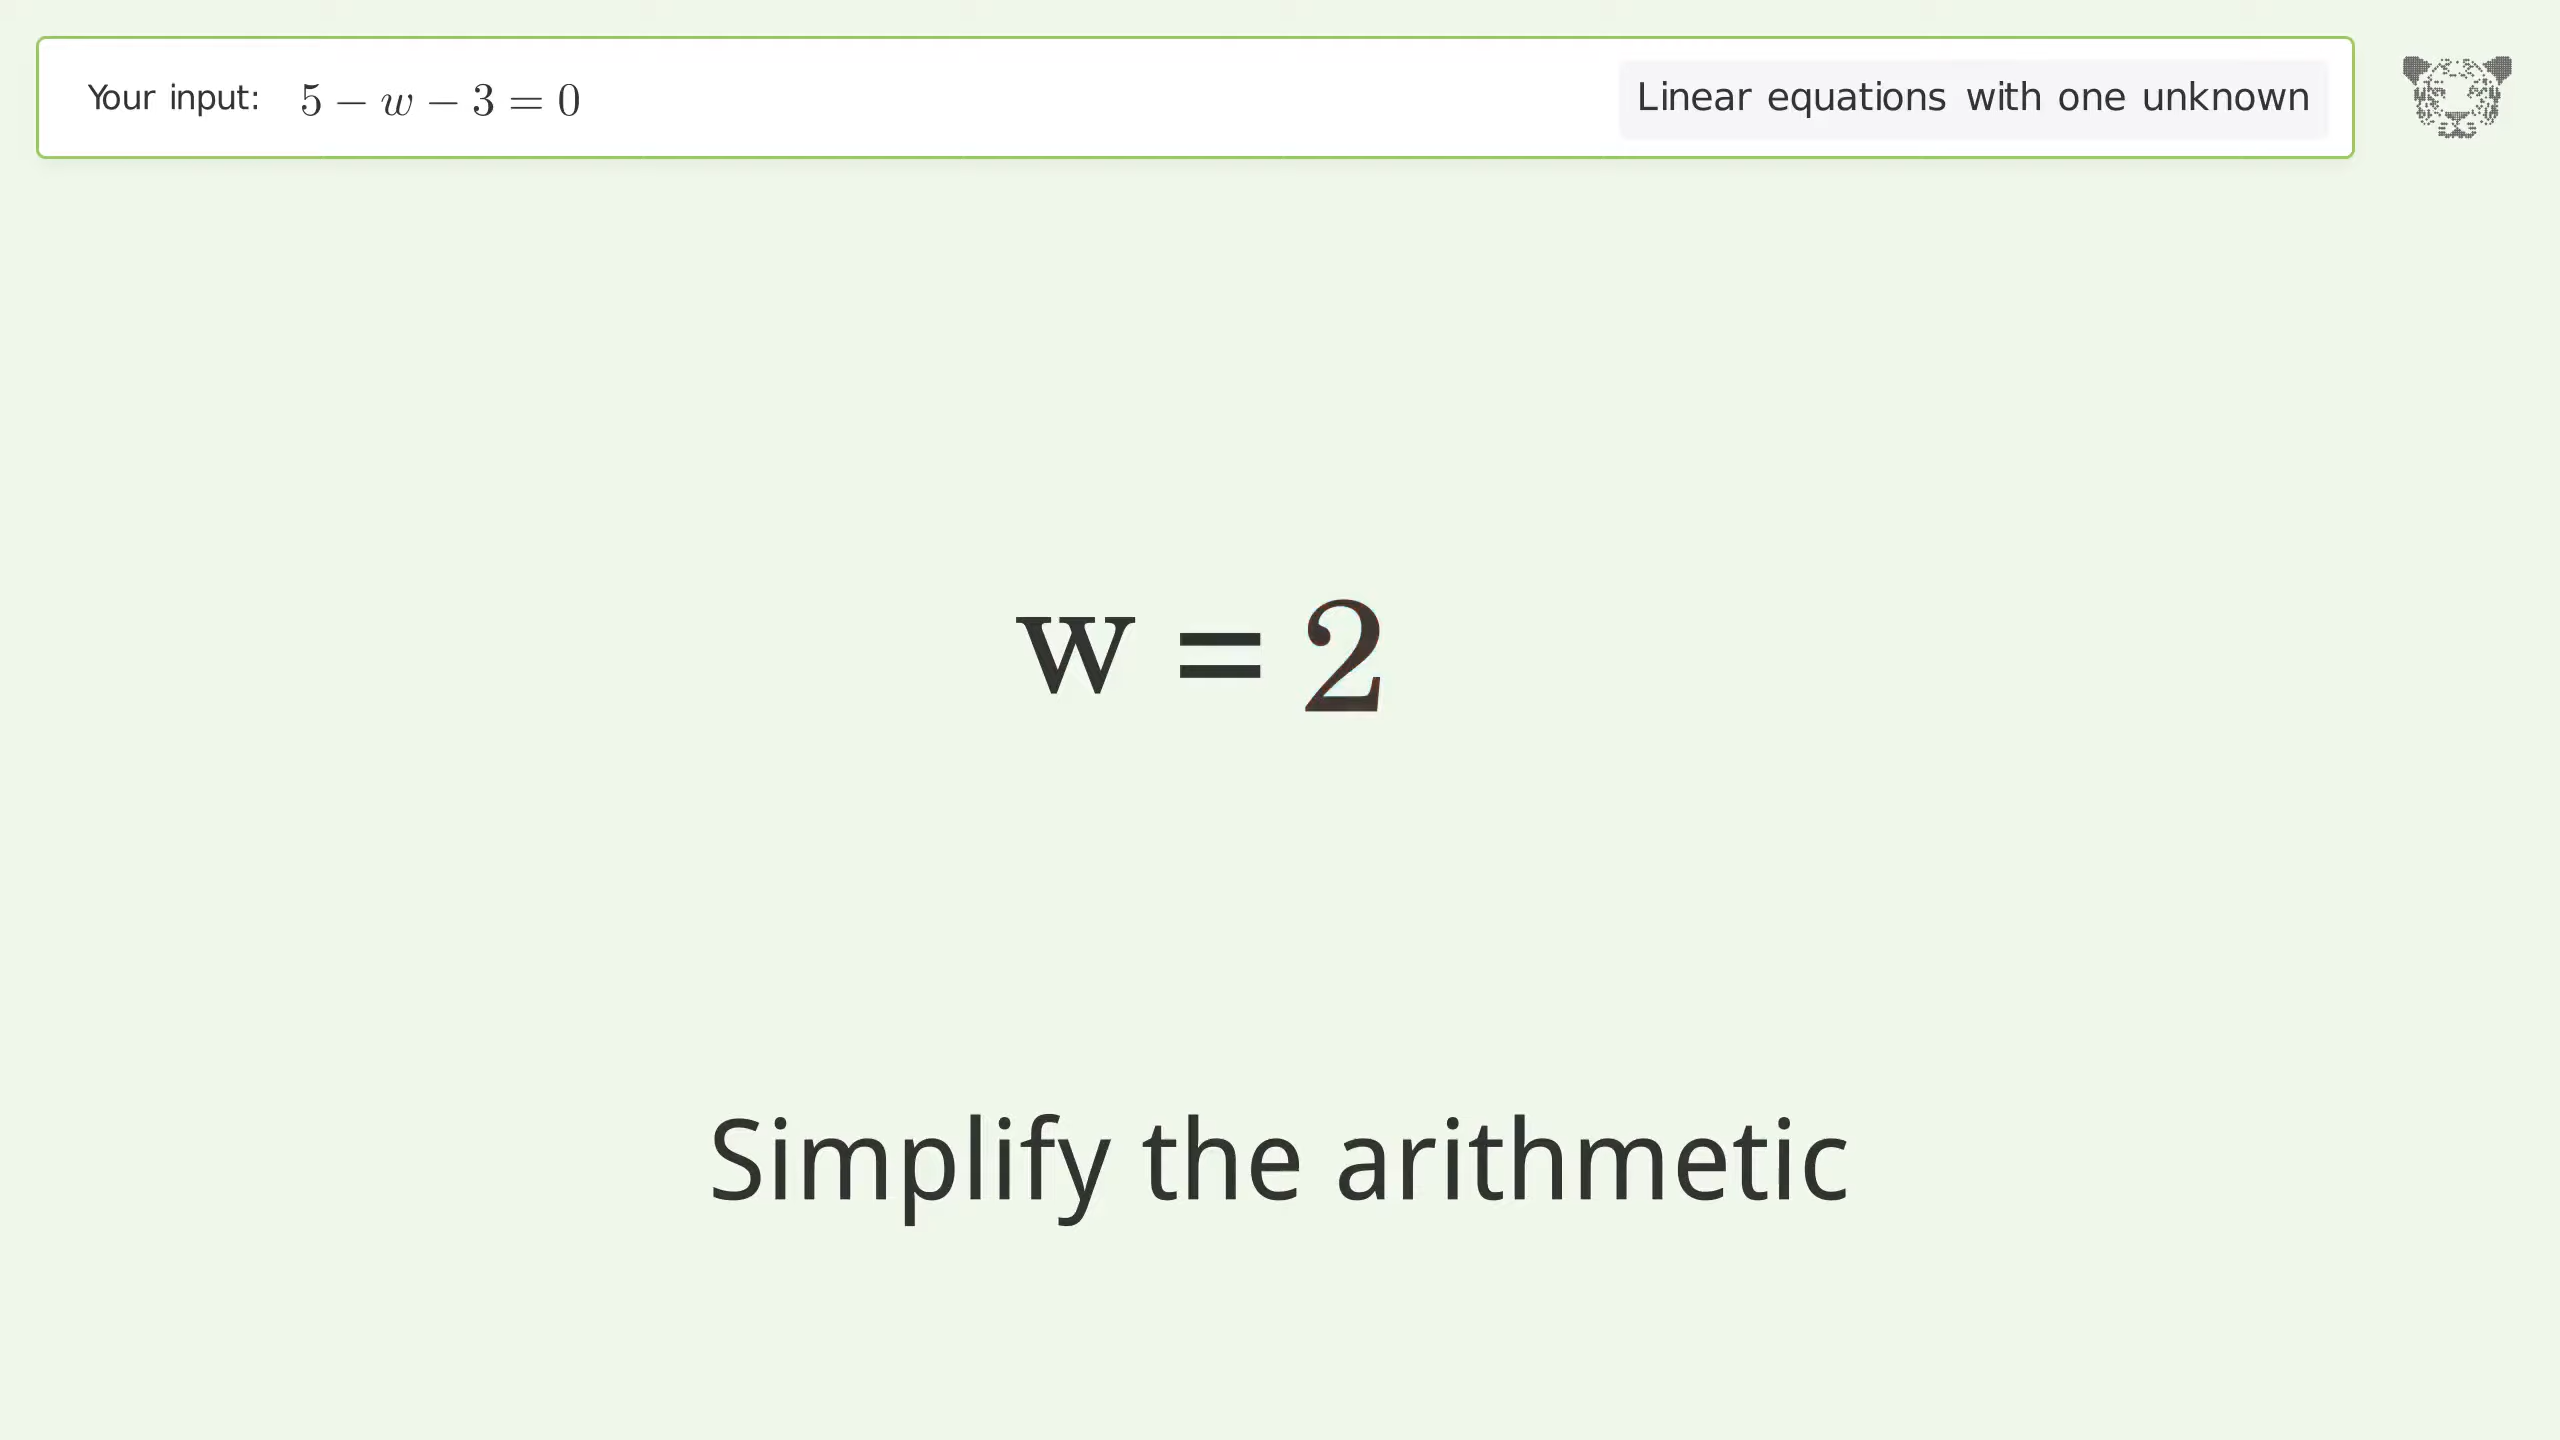 Your input: 5 − w − 3 = 0
Linear equations with one unknown
w = 2
Simplify the arithmetic